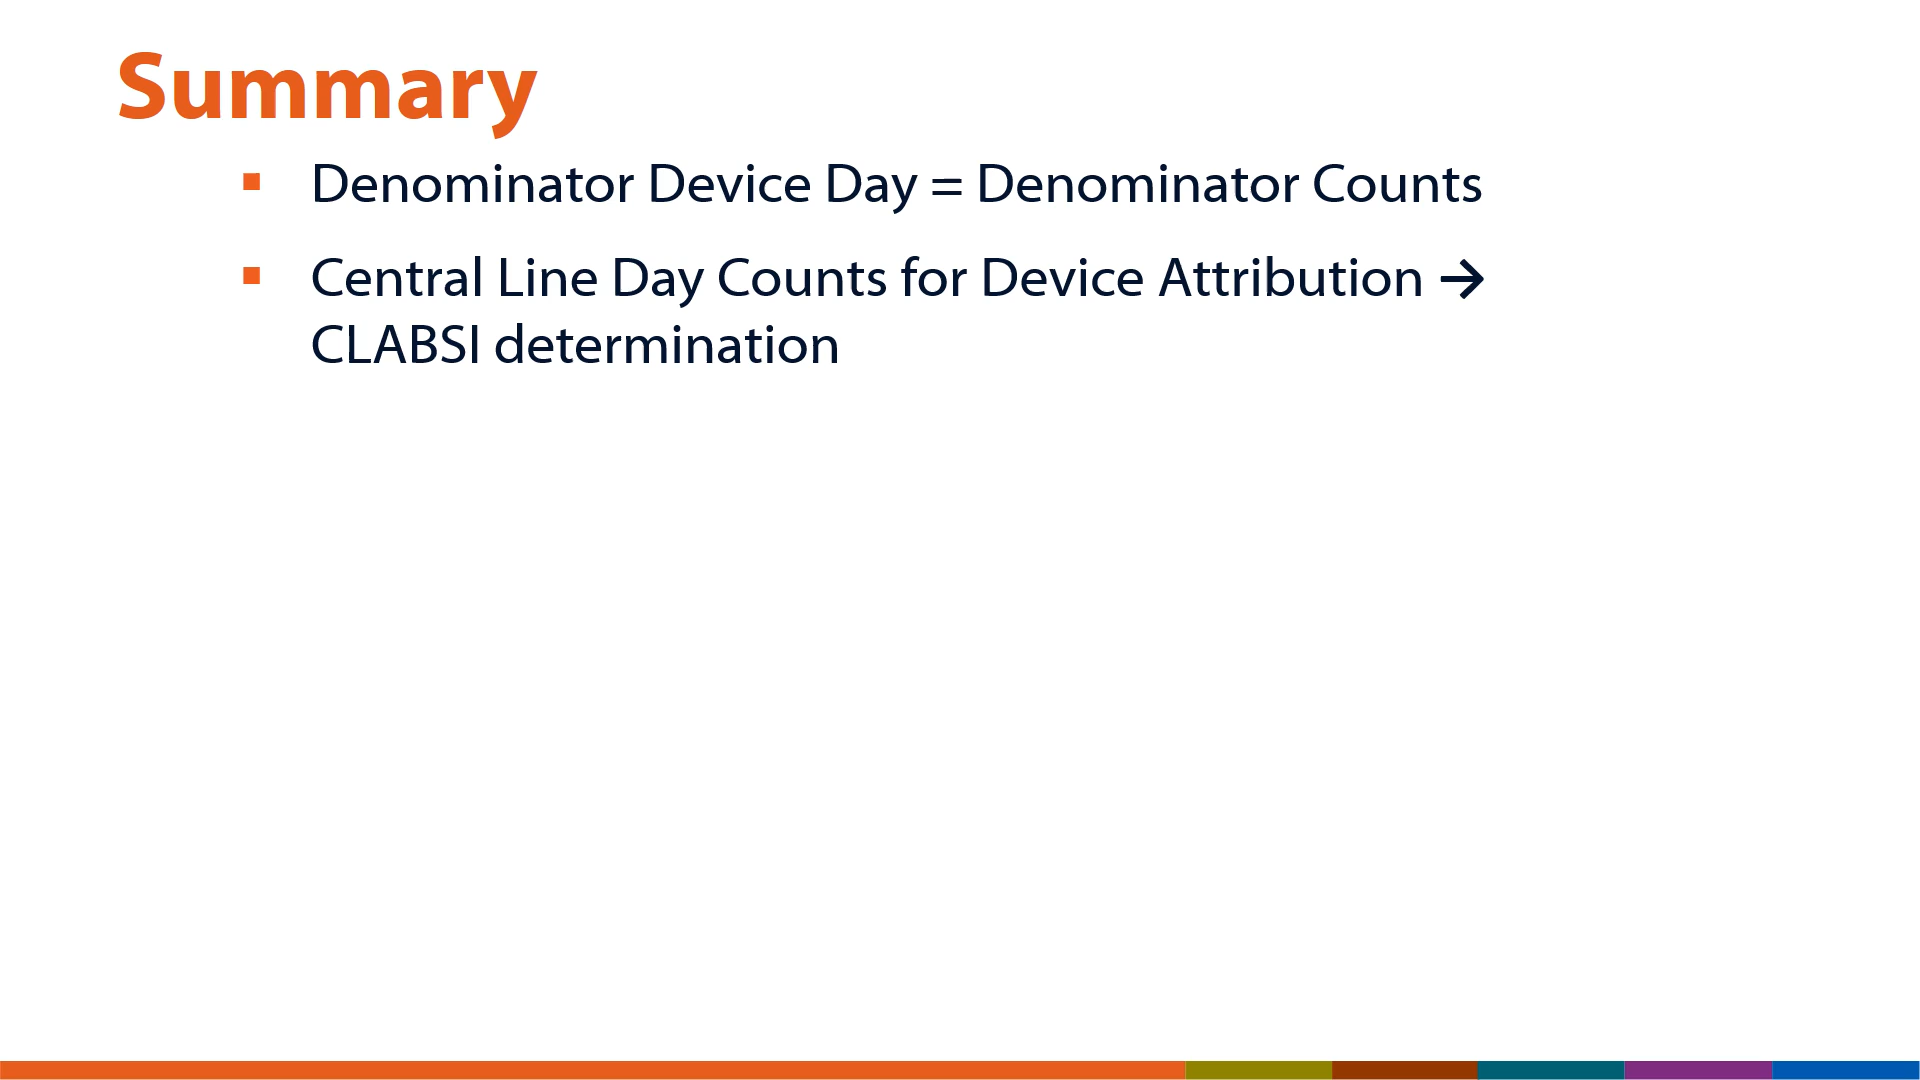 Summary
▪ Denominator Device Day = Denominator Counts
▪ Central Line Day Counts for Device Attribution →
CLABSI determination